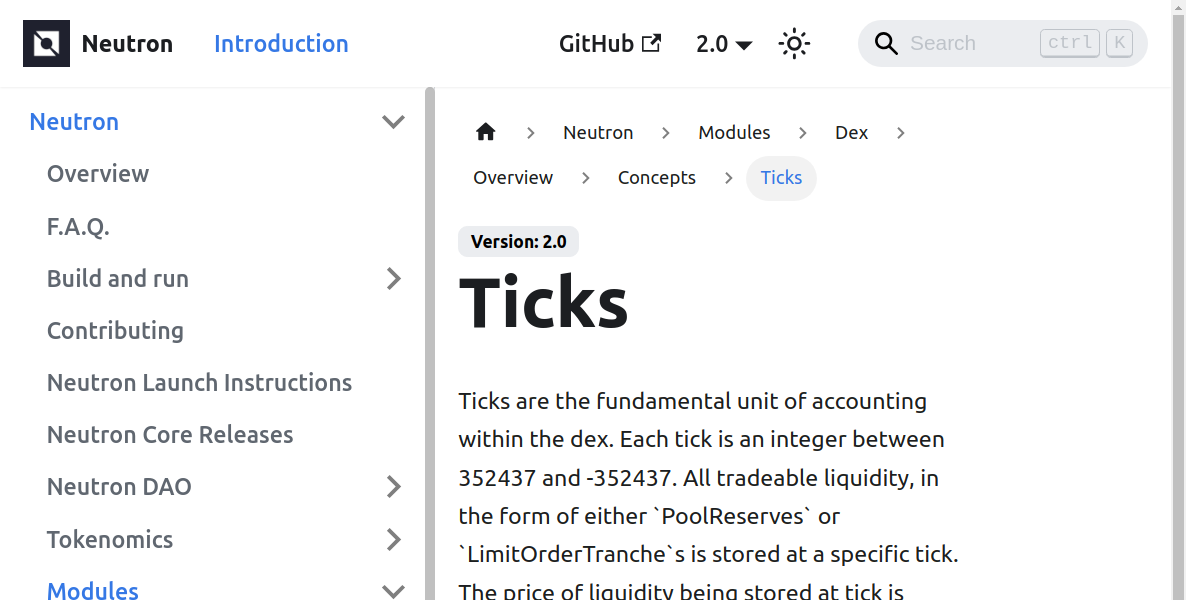 Neutron
Introduction
GitHub
2.0
Search
ctrl K
Neutron
Overview
F.A.Q.
Build and run
Contributing
Neutron Launch Instructions
Neutron Core Releases
Neutron DAO
Tokenomics
Modules
Neutron
Modules
Dex
Overview
Concepts
Ticks
Version: 2.0
Ticks
Ticks are the fundamental unit of accounting
within the dex. Each tick is an integer between
352437 and -352437. All tradeable liquidity, in
the form of either `PoolReserves` or
`LimitOrderTranche`s is stored at a specific tick.
The price of liquidity being stored at tick is